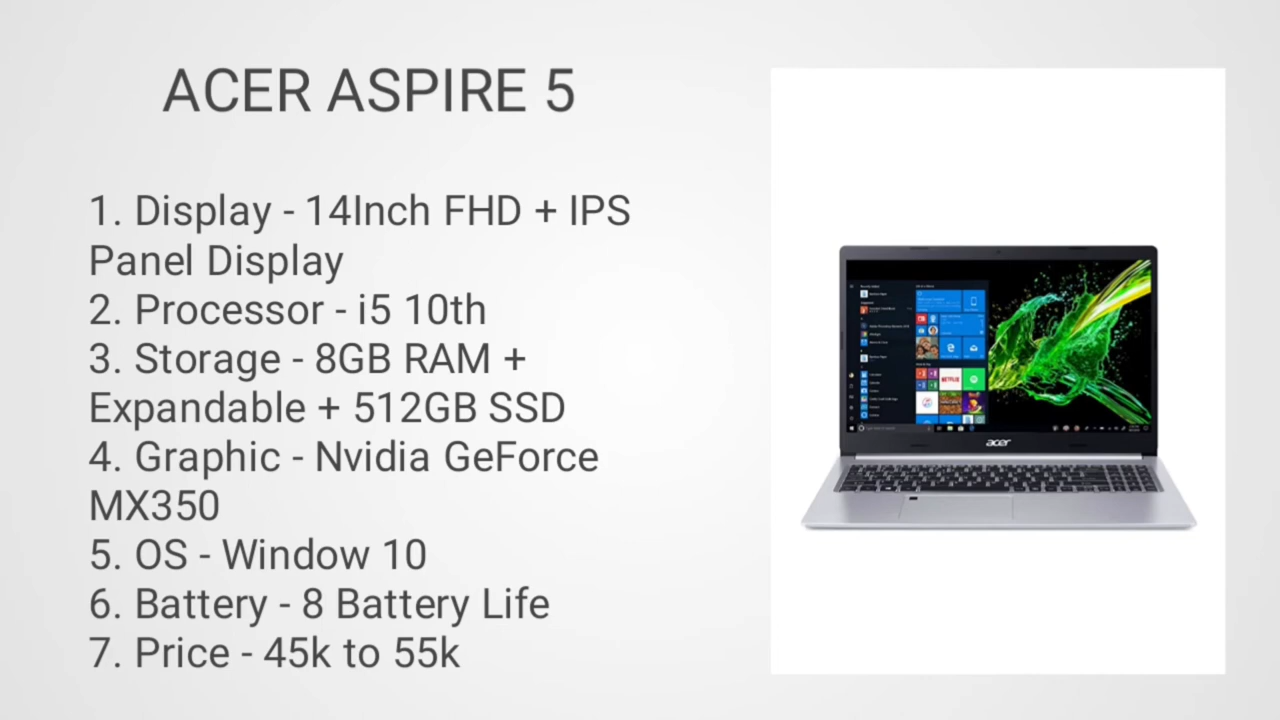 ACER ASPIRE 5
1. Display - 14Inch FHD + IPS
Panel Display
2. Processor - i5 10th
3. Storage - 8GB RAM +
Expandable + 512GB SSD
4. Graphic - Nvidia GeForce
MX350
5. OS - Window 10
6. Battery - 8 Battery Life
7. Price - 45k to 55k
NETFLIX
acer